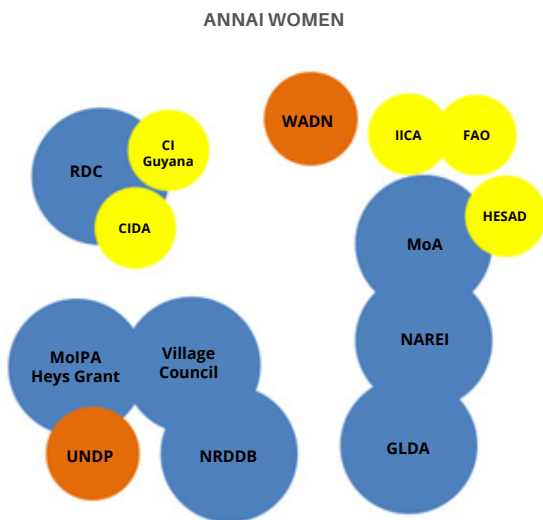 ANNAI WOMEN
WADN
IICA
FAO
CI
Guyana
RDC
CIDA
HESAD
MoA
NAREI
GLDA
MoIPA
Heys Grant
Village
Council
UNDP
NRDDB